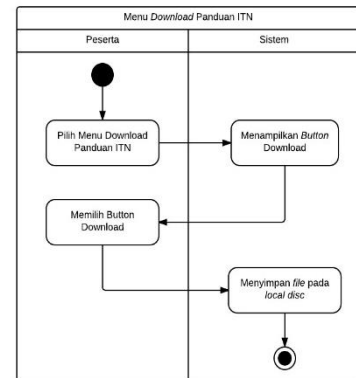 Menu Download Panduan ITN
Peserta
Sistem
Pilih Menu Download
Panduan ITN
Menampilkan Button
Download
Memilih Button
Download
Menyimpan file pada
local disc